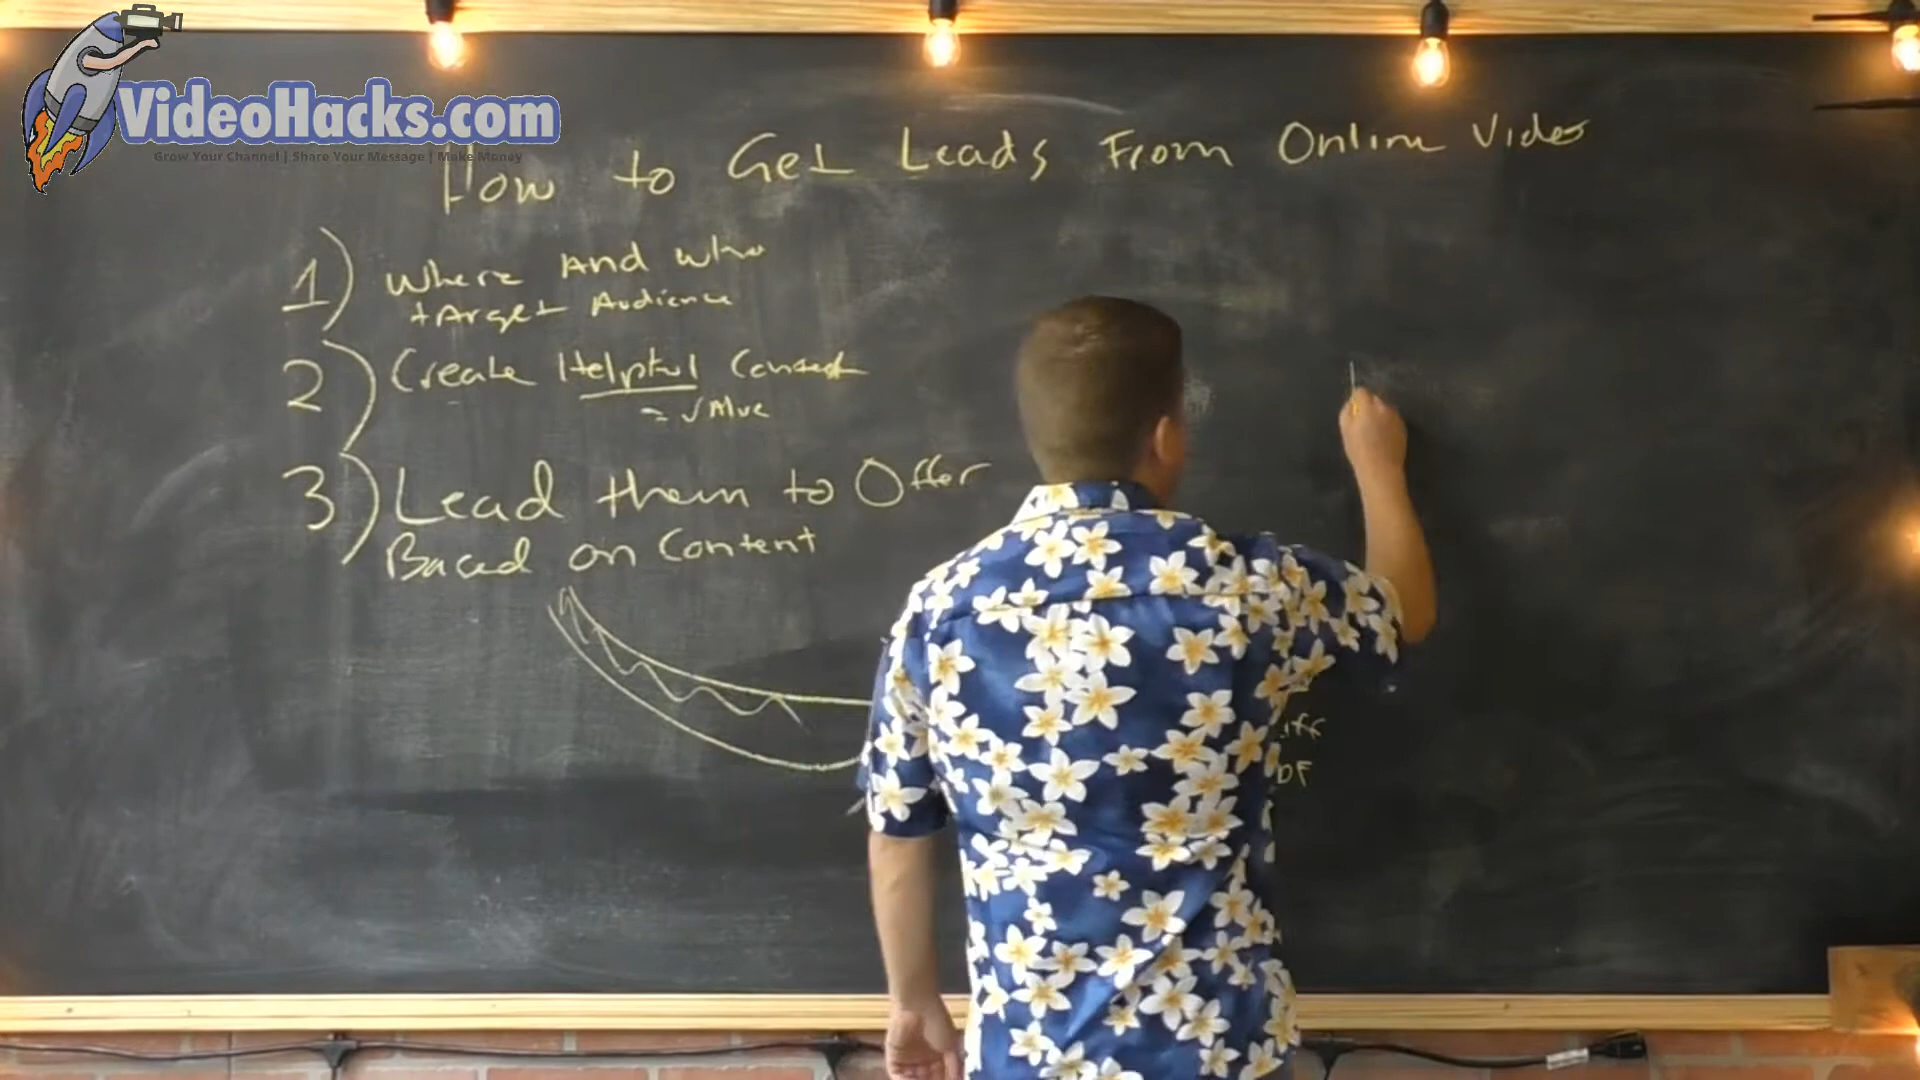 VideoHacks.com
Grow Your Channel | Share Your Message | Make Money
How to Get Leads From Online Video
1) Where And Who
target Audience
2) Create Helpful Content
= Value
3) Lead them to Offer
Based on Content